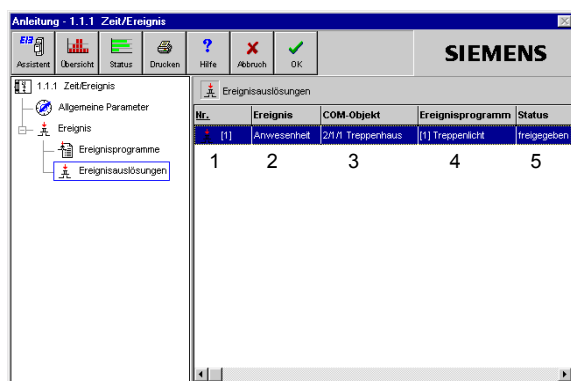 Anleitung - 1.1.1 Zeit/Ereignis
EIB
Assistent Übersicht Status Drucken Hilfe Abbruch OK
SIEMENS
1.1.1 Zeit/Ereignis
Allgemeine Parameter
Ereignis
Ereignisprogramme
Ereignisauslösungen
Ereignisauslösungen
Nr. Ereignis COM-Objekt Ereignisprogramm Status
[1] Anwesenheit 2/1/1 Treppenhaus [1] Treppenlicht freigegeben
1 2 3 4 5